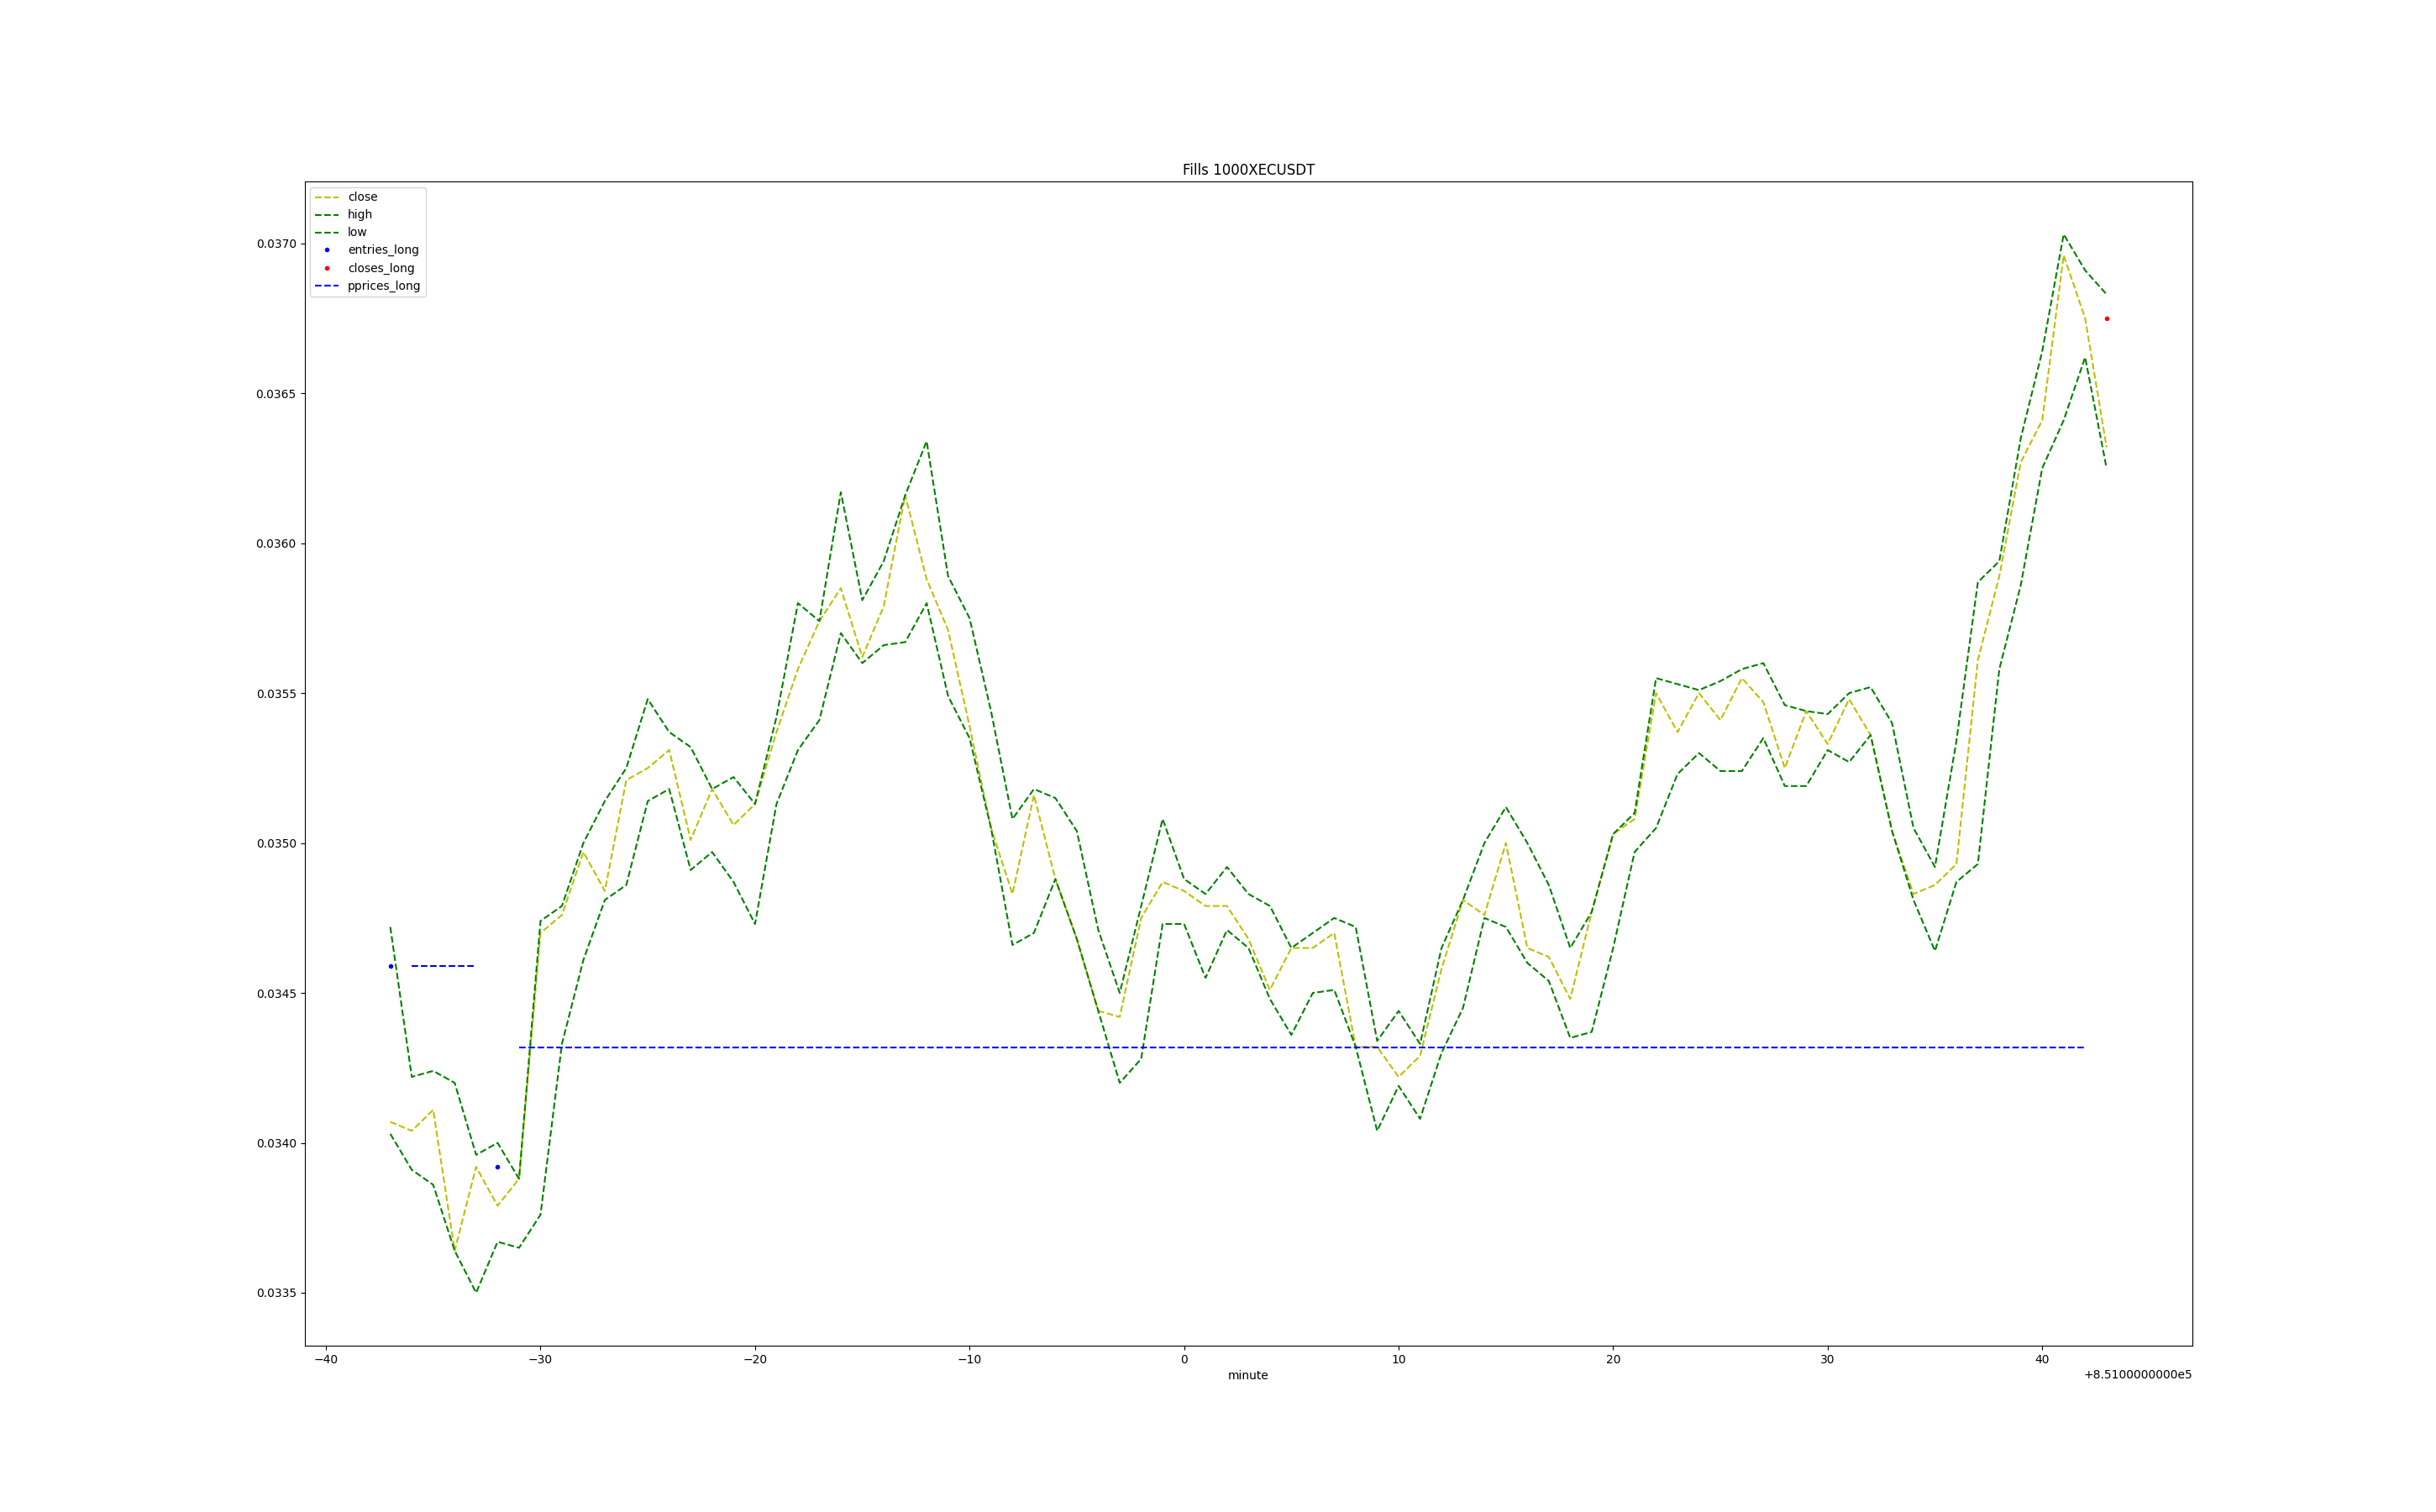 Fills 1000XECUSDT
close
high
low
entries_long
closes_long
pprices_long
0.0370
0.0365
0.0360
0.0355
0.0350
0.0345
0.0340
0.0335
−40 −30 −20 −10 0 10 20 30 40
minute
+8.5100000000e5